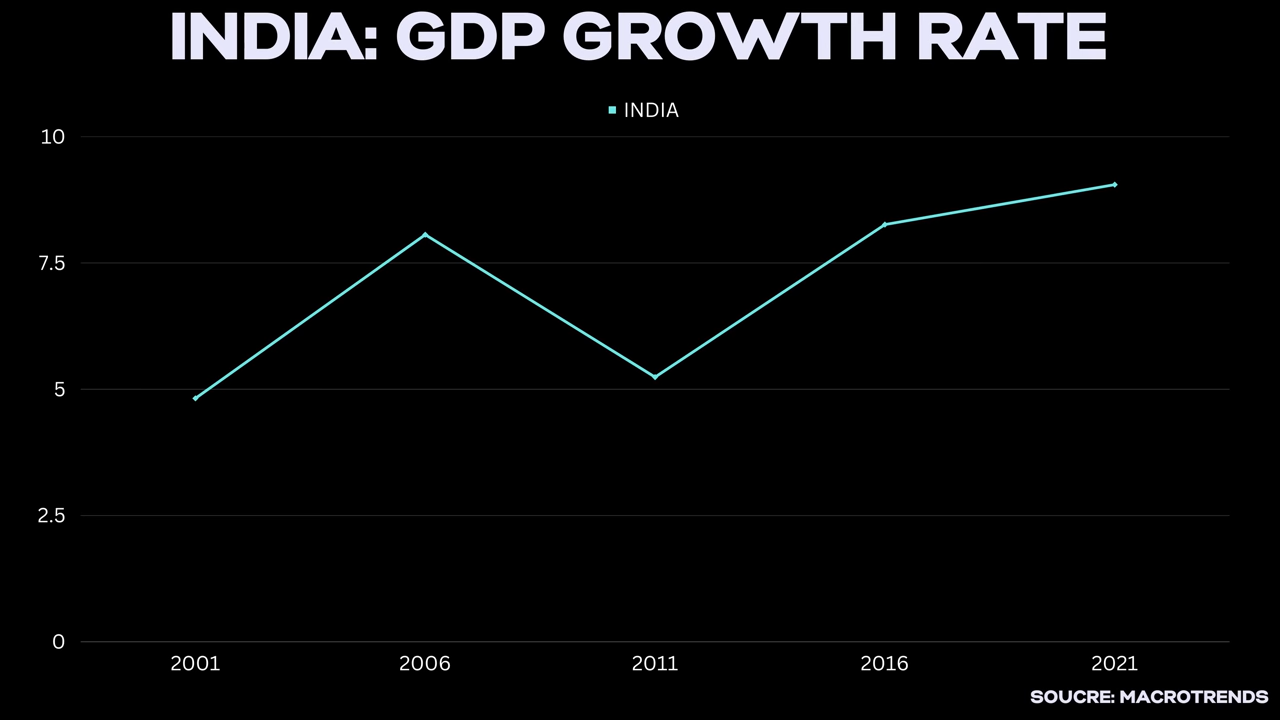 INDIA: GDP GROWTH RATE
INDIA
10
7.5
5
2.5
0
2001 2006 2011 2016 2021
SOUCRE: MACROTRENDS